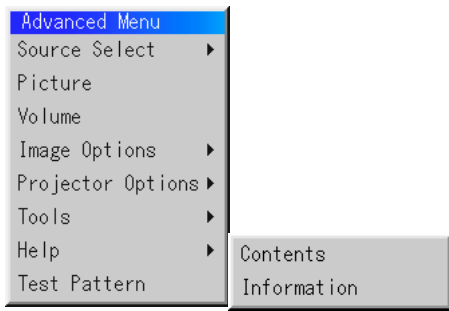 Advanced Menu
Source Select
Picture
Volume
Image Options
Projector Options
Tools
Help
Test Pattern
Contents
Information